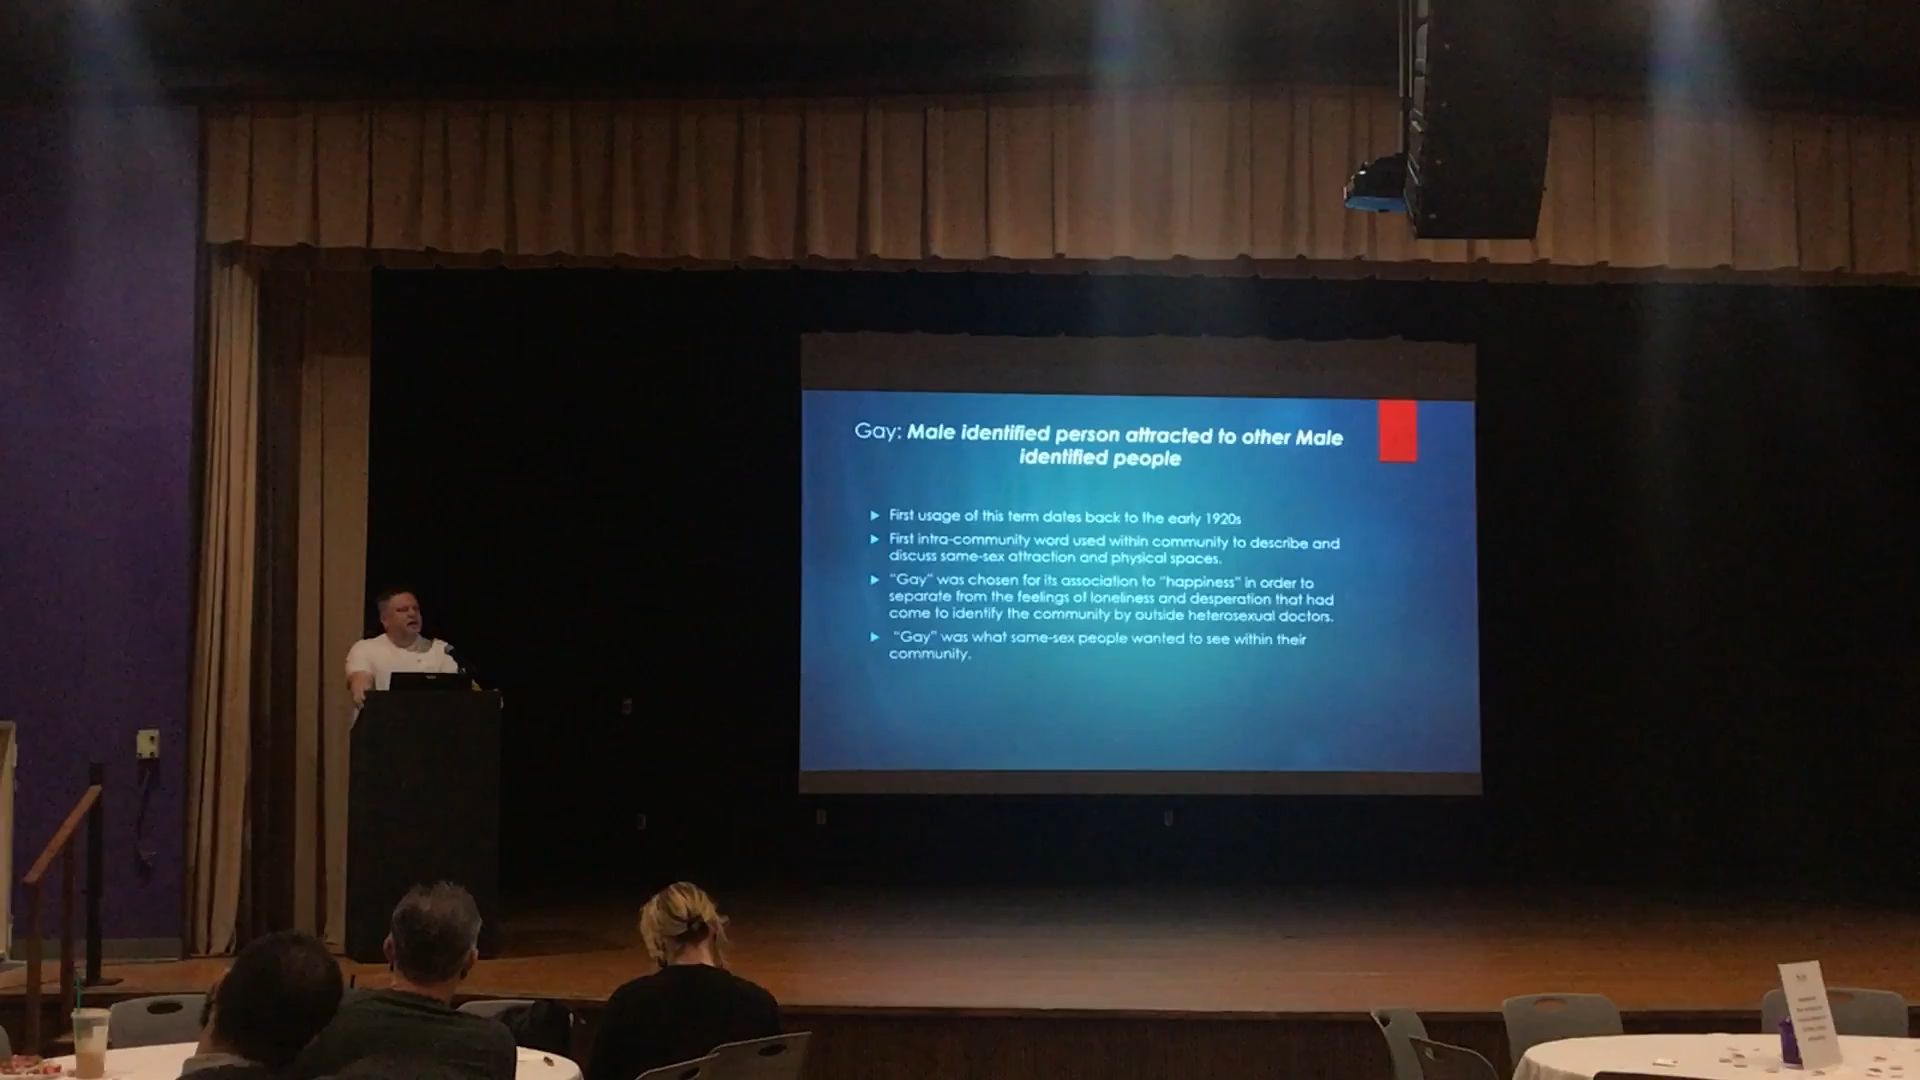 Gay: Male identified person attracted to other Male
identified people
First usage of this term dates back to the early 1920s
First intra-community word used within community to describe and
discuss same-sex attraction and physical spaces.
“Gay” was chosen for its association to “happiness” in order to
separate from the feelings of loneliness and desperation that had
come to identify the community by outside heterosexual doctors.
“Gay” was what same-sex people wanted to see within their
community.